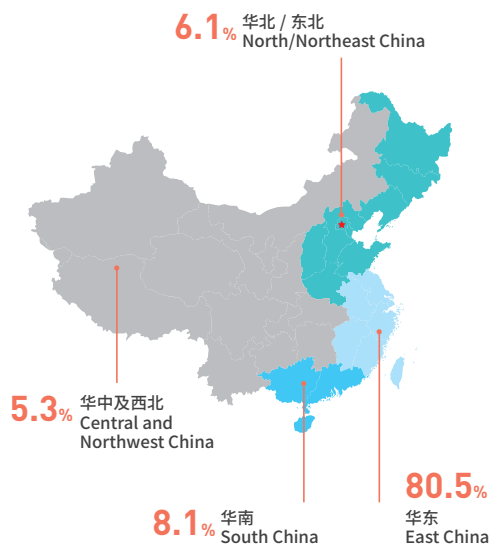 6.1%
华北 / 东北
North/Northeast China
5.3%
华中及西北
Central and
Northwest China
8.1%
华南
South China
80.5%
华东
East China